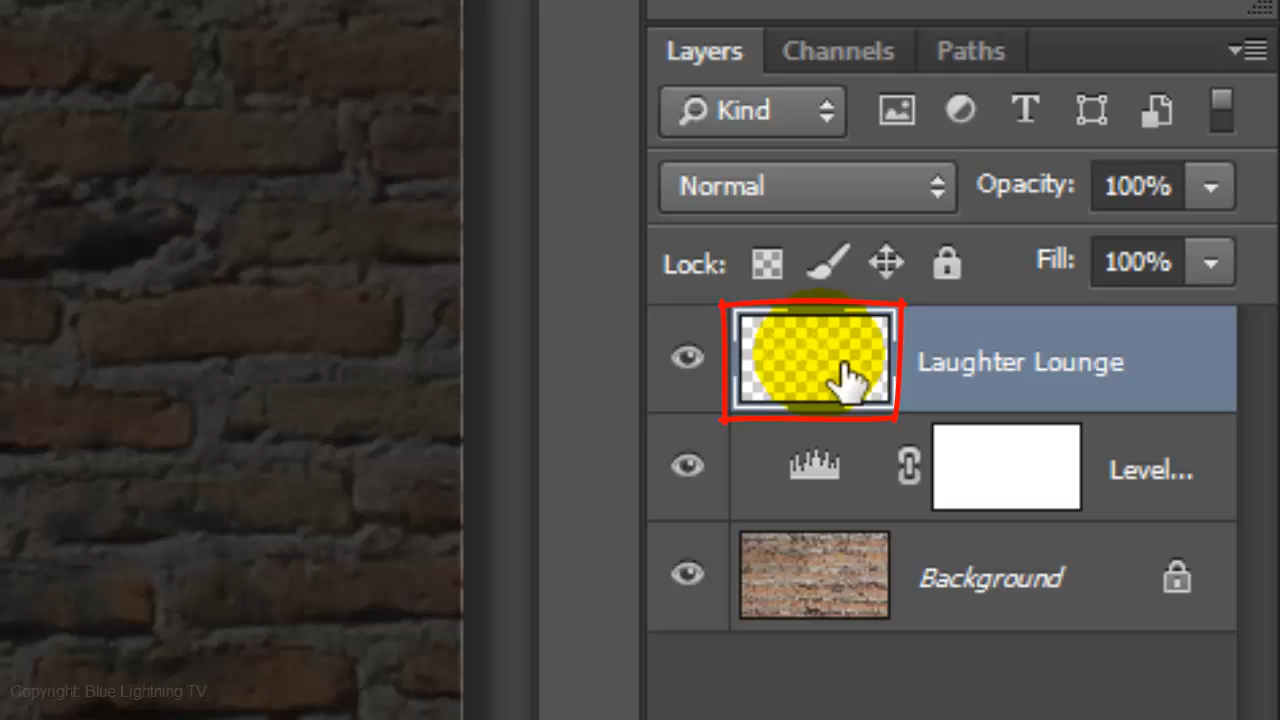 Layers Channels Paths
Kind T
Normal Opacity: 100%
Lock: Fill: 100%
Laughter Lounge
Level...
Background
Copyright: Blue Lightning TV